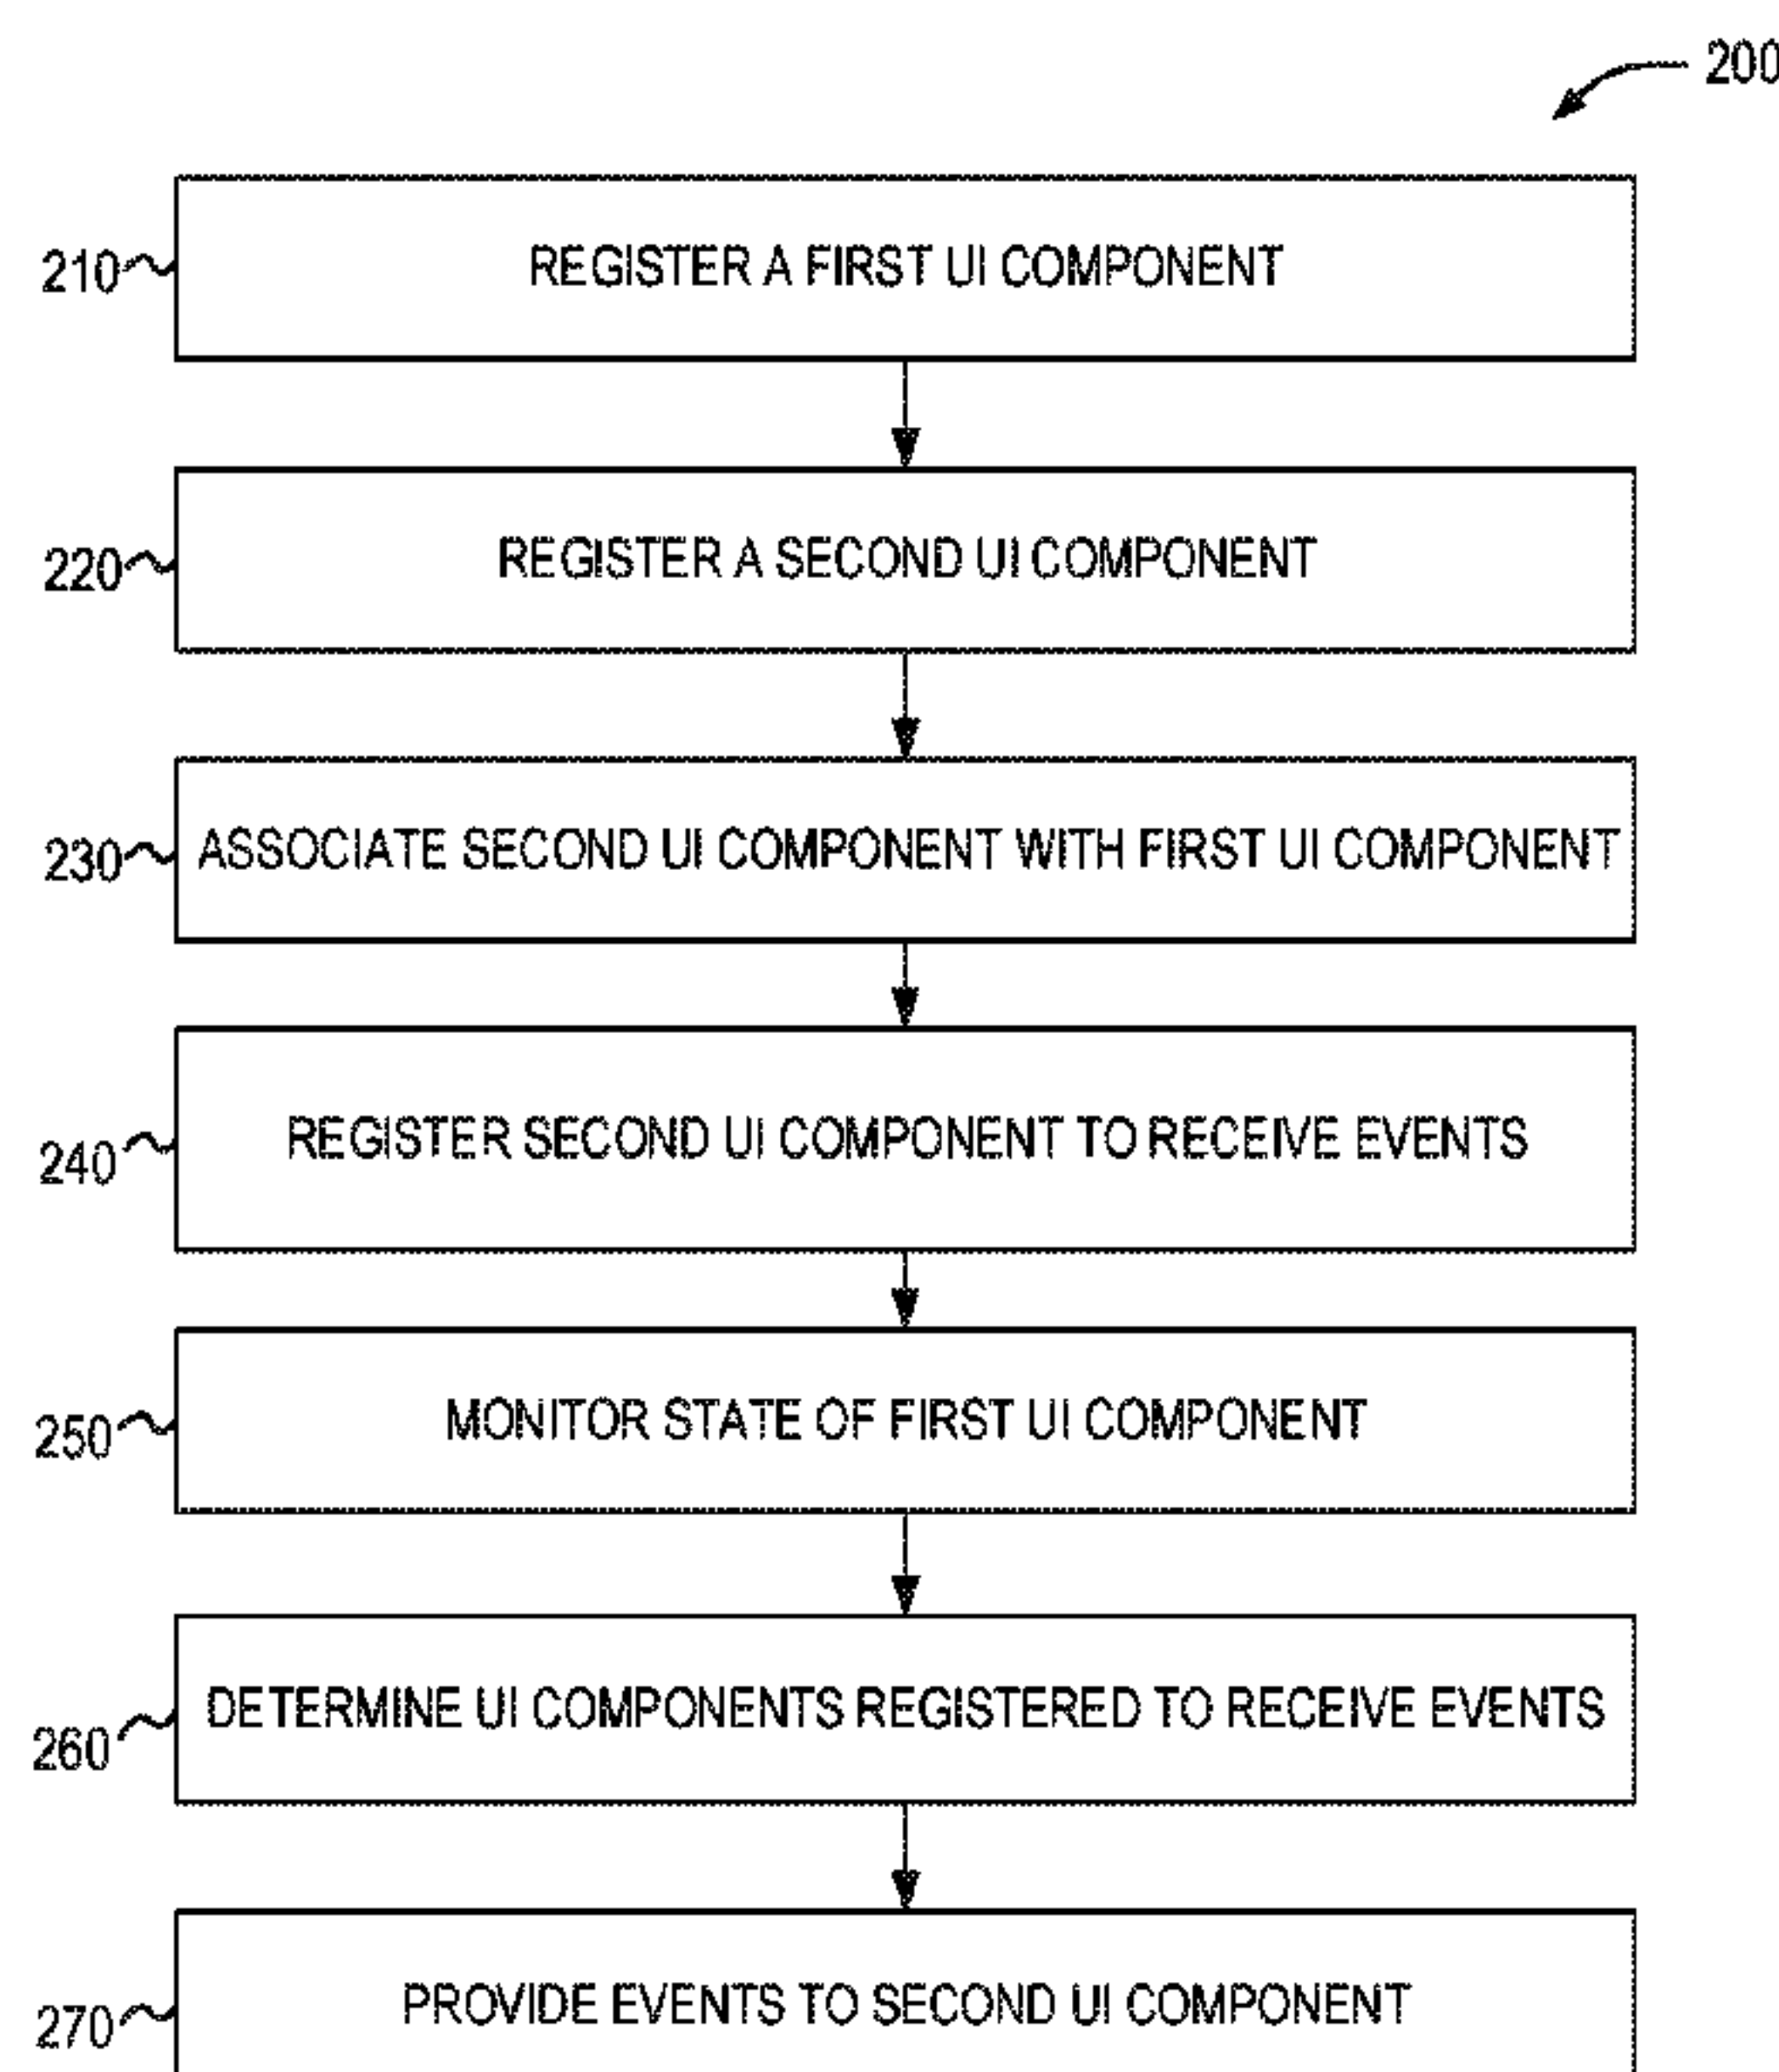 200
210 REGISTER A FIRST UI COMPONENT
220 REGISTER A SECOND UI COMPONENT
230 ASSOCIATE SECOND UI COMPONENT WITH FIRST UI COMPONENT
240 REGISTER SECOND UI COMPONENT TO RECEIVE EVENTS
250 MONITOR STATE OF FIRST UI COMPONENT
260 DETERMINE UI COMPONENTS REGISTERED TO RECEIVE EVENTS
270 PROVIDE EVENTS TO SECOND UI COMPONENT